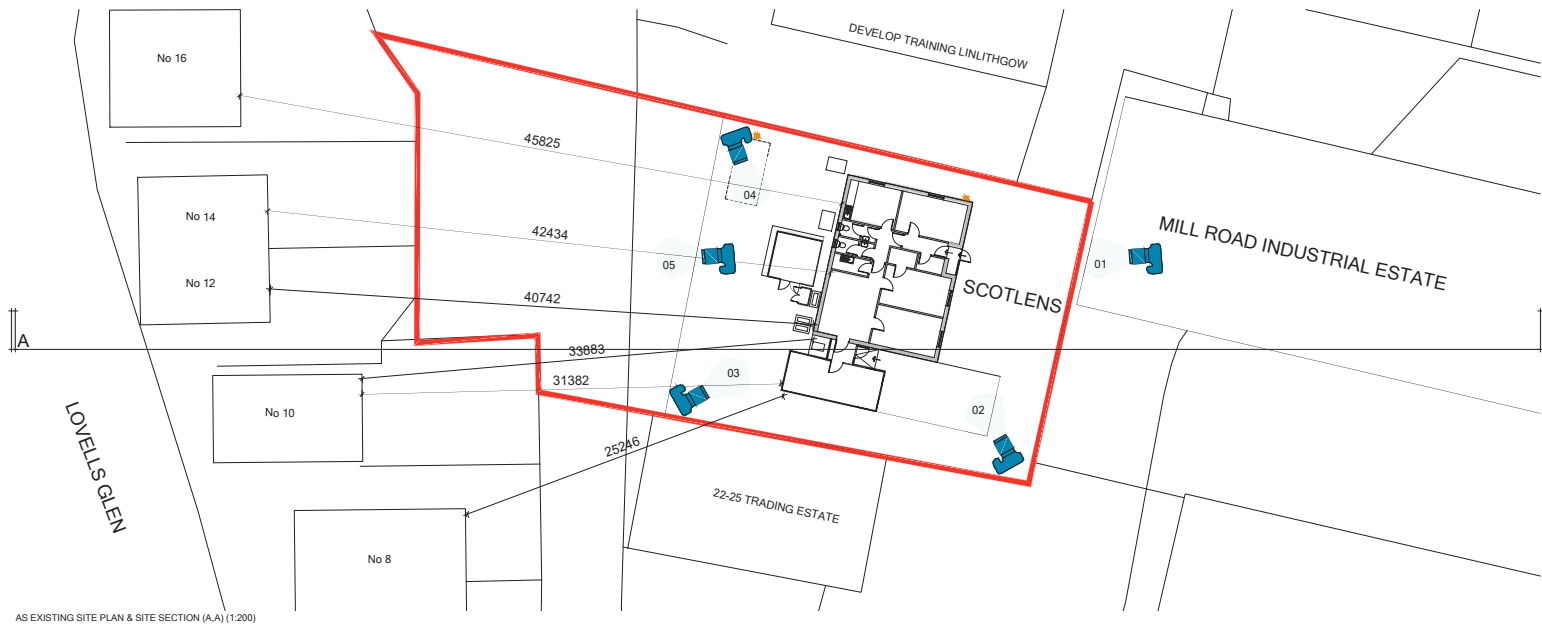 No 16
DEVELOP TRAINING LINLITHGOW
45825
04
No 14
42434
MILL ROAD INDUSTRIAL ESTATE
05
01
No 12
SCOTLENS
40742
A
33883
03
31382
No 10
02
LOVELLS GLEN
25246
22-25 TRADING ESTATE
No 8
AS EXISTING SITE PLAN & SITE SECTION (A,A) (1:200)